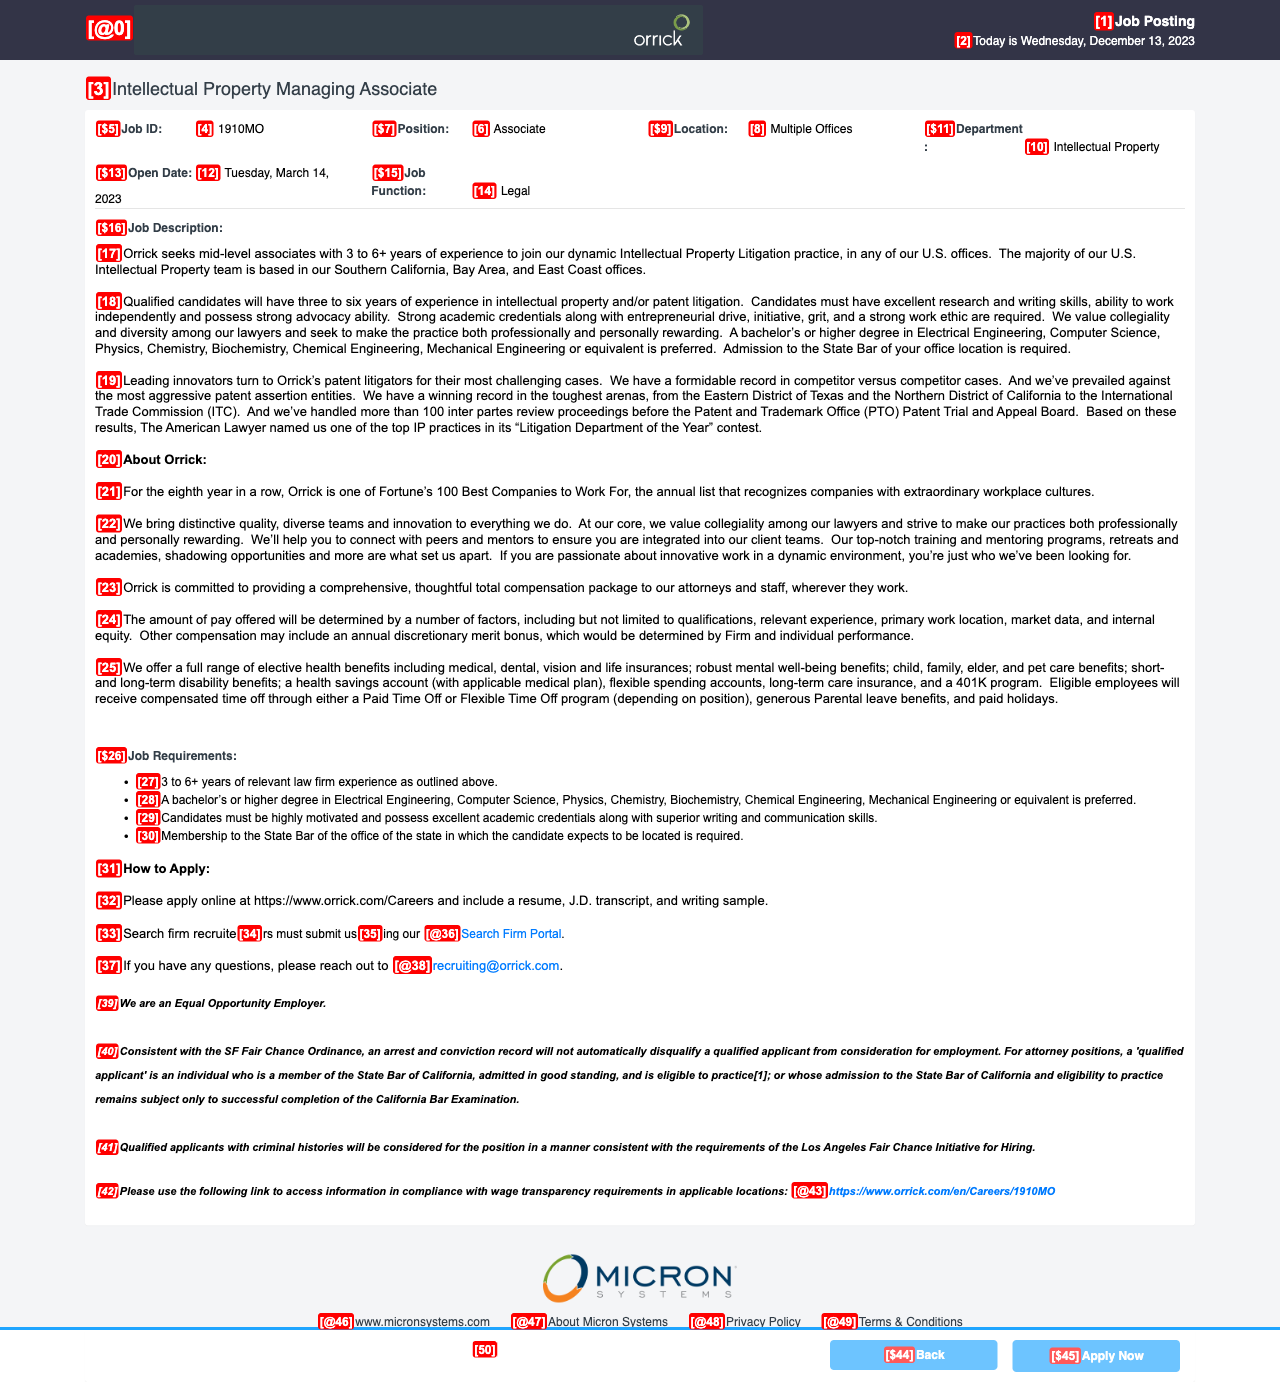 [@0]
orrick
[1] Job Posting
[2] Today is Wednesday, December 13, 2023
[3] Intellectual Property Managing Associate
[$5] Job ID: [4] 1910MO [$7] Position: [6] Associate [$9] Location: [8] Multiple Offices [$11] Department
: [10] Intellectual Property
[$13] Open Date: [12] Tuesday, March 14, [$15] Job
Function: [14] Legal
2023
[$16] Job Description:
[17] Orrick seeks mid-level associates with 3 to 6+ years of experience to join our dynamic Intellectual Property Litigation practice, in any of our U.S. offices. The majority of our U.S.
Intellectual Property team is based in our Southern California, Bay Area, and East Coast offices.
[18] Qualified candidates will have three to six years of experience in intellectual property and/or patent litigation. Candidates must have excellent research and writing skills, ability to work
independently and possess strong advocacy ability. Strong academic credentials along with entrepreneurial drive, initiative, grit, and a strong work ethic are required. We value collegiality
and diversity among our lawyers and seek to make the practice both professionally and personally rewarding. A bachelor’s or higher degree in Electrical Engineering, Computer Science,
Physics, Chemistry, Biochemistry, Chemical Engineering, Mechanical Engineering or equivalent is preferred. Admission to the State Bar of your office location is required.
[19] Leading innovators turn to Orrick’s patent litigators for their most challenging cases. We have a formidable record in competitor versus competitor cases. And we’ve prevailed against
the most aggressive patent assertion entities. We have a winning record in the toughest arenas, from the Eastern District of Texas and the Northern District of California to the International
Trade Commission (ITC). And we’ve handled more than 100 inter partes review proceedings before the Patent and Trademark Office (PTO) Patent Trial and Appeal Board. Based on these
results, The American Lawyer named us one of the top IP practices in its “Litigation Department of the Year” contest.
[20] About Orrick:
[21] For the eighth year in a row, Orrick is one of Fortune’s 100 Best Companies to Work For, the annual list that recognizes companies with extraordinary workplace cultures.
[22] We bring distinctive quality, diverse teams and innovation to everything we do. At our core, we value collegiality among our lawyers and strive to make our practices both professionally
and personally rewarding. We’ll help you to connect with peers and mentors to ensure you are integrated into our client teams. Our top-notch training and mentoring programs, retreats and
academies, shadowing opportunities and more are what set us apart. If you are passionate about innovative work in a dynamic environment, you’re just who we’ve been looking for.
[23] Orrick is committed to providing a comprehensive, thoughtful total compensation package to our attorneys and staff, wherever they work.
[24] The amount of pay offered will be determined by a number of factors, including but not limited to qualifications, relevant experience, primary work location, market data, and internal
equity. Other compensation may include an annual discretionary merit bonus, which would be determined by Firm and individual performance.
[25] We offer a full range of elective health benefits including medical, dental, vision and life insurances; robust mental well-being benefits; child, family, elder, and pet care benefits; short-
and long-term disability benefits; a health savings account (with applicable medical plan), flexible spending accounts, long-term care insurance, and a 401K program. Eligible employees will
receive compensated time off through either a Paid Time Off or Flexible Time Off program (depending on position), generous Parental leave benefits, and paid holidays.
[$26] Job Requirements:
• [27] 3 to 6+ years of relevant law firm experience as outlined above.
• [28] A bachelor’s or higher degree in Electrical Engineering, Computer Science, Physics, Chemistry, Biochemistry, Chemical Engineering, Mechanical Engineering or equivalent is preferred.
• [29] Candidates must be highly motivated and possess excellent academic credentials along with superior writing and communication skills.
• [30] Membership to the State Bar of the office of the state in which the candidate expects to be located is required.
[31] How to Apply:
[32] Please apply online at https://www.orrick.com/Careers and include a resume, J.D. transcript, and writing sample.
[33] Search firm recruite[34]rs must submit us[35]ing our [@36] Search Firm Portal.
[37] If you have any questions, please reach out to [@38] recruiting@orrick.com.
[39] We are an Equal Opportunity Employer.
[40] Consistent with the SF Fair Chance Ordinance, an arrest and conviction record will not automatically disqualify a qualified applicant from consideration for employment. For attorney positions, a 'qualified
applicant' is an individual who is a member of the State Bar of California, admitted in good standing, and is eligible to practice[1]; or whose admission to the State Bar of California and eligibility to practice
remains subject only to successful completion of the California Bar Examination.
[41] Qualified applicants with criminal histories will be considered for the position in a manner consistent with the requirements of the Los Angeles Fair Chance Initiative for Hiring.
[42] Please use the following link to access information in compliance with wage transparency requirements in applicable locations: [@43] https://www.orrick.com/en/Careers/1910MO
MICRON
SYSTEMS
[@46] www.micronsystems.com [@47] About Micron Systems [@48] Privacy Policy [@49] Terms & Conditions
[50]
[$44] Back [$45] Apply Now